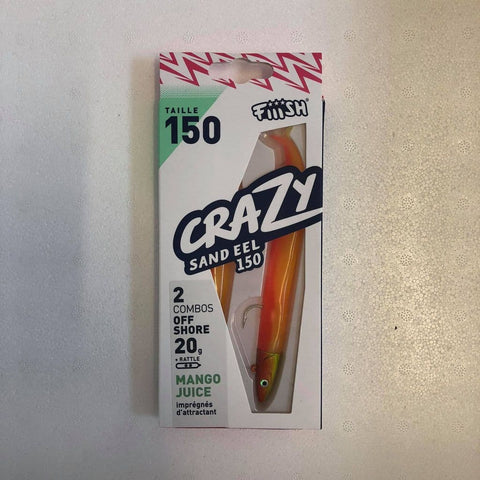 TAILLE
150
FiiiSH
CRAZY
SAND EEL
150
2
COMBOS
OFF
SHORE
20g
+ RATTLE
MANGO
JUICE
imprégnés
d'attractant